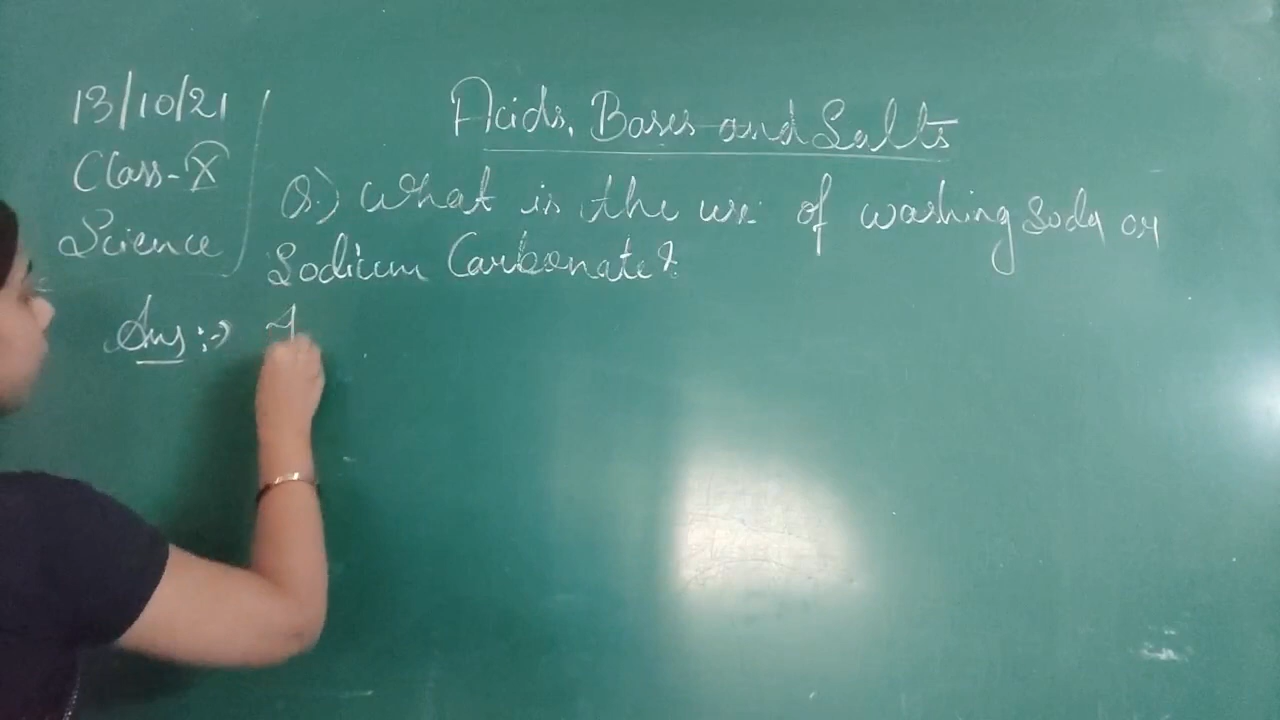 13/10/21
Class-X
Science
Acids, Bases and Salts
Q.) What is the use of washing Soda or
Sodium Carbonate?
Ans :->